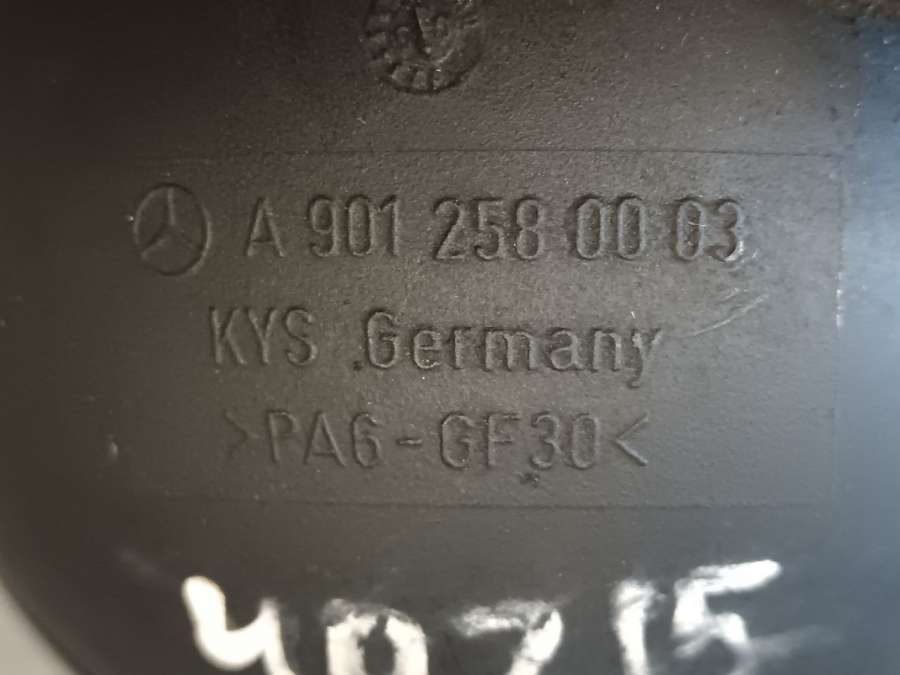 A 901 258 00 03
KYS Germany
>PA6-GF30<
40715